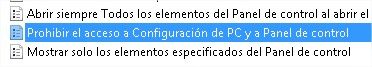 Abrir siempre Todos los elementos del Panel de control al abrir el
Prohibir el acceso a Configuración de PC y a Panel de control
Mostrar solo los elementos especificados del Panel de control